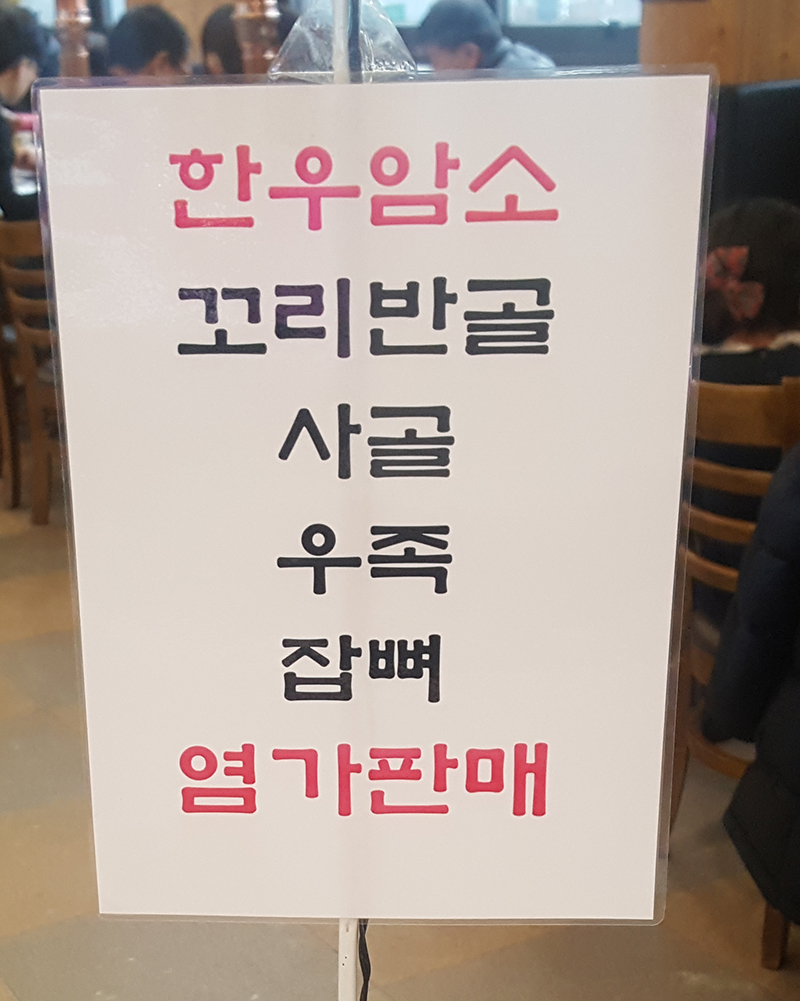 한우암소
꼬리반골
사골
우족
잡뼈
염가판매